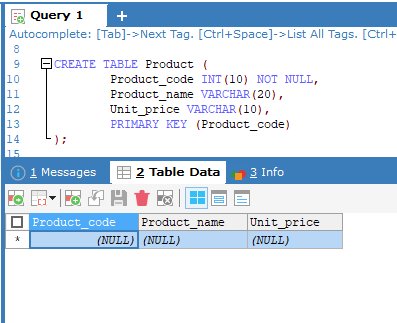 Query 1
+
Autocomplete: [Tab]->Next Tag. [Ctrl+Space]->List All Tags. [Ctrl+
8
9 CREATE TABLE Product (
10 Product_code INT(10) NOT NULL,
11 Product_name VARCHAR(20),
12 Unit_price VARCHAR(10),
13 PRIMARY KEY (Product_code)
14 );
15
1 Messages 2 Table Data 3 Info
Product_code Product_name Unit_price
* (NULL) (NULL) (NULL)